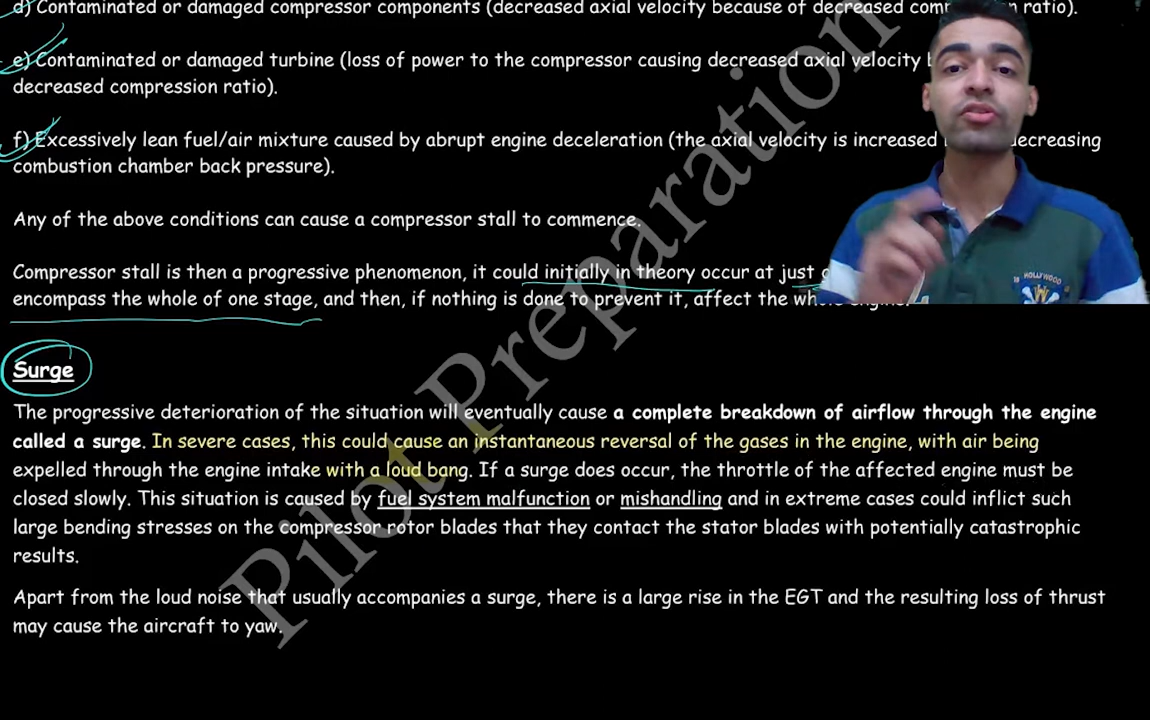 d) Contaminated or damaged compressor components (decreased axial velocity because of decreased ratio).
e) Contaminated or damaged turbine (loss of power to the compressor causing decreased axial velocity
decreased compression ratio).
f) Excessively lean fuel/air mixture caused by abrupt engine deceleration (the axial velocity is increased decreasing
combustion chamber back pressure).
Any of the above conditions can cause a compressor stall to commence.
Compressor stall is then a progressive phenomenon, it could initially in theory occur at just
encompass the whole of one stage, and then, if nothing is done to prevent it, affect the
Surge
The progressive deterioration of the situation will eventually cause a complete breakdown of airflow through the engine
called a surge. In severe cases, this could cause an instantaneous reversal of the gases in the engine, with air being
expelled through the engine intake with a loud bang. If a surge does occur, the throttle of the affected engine must be
closed slowly. This situation is caused by fuel system malfunction or mishandling and in extreme cases could inflict such
large bending stresses on the compressor rotor blades that they contact the stator blades with potentially catastrophic
results.
Apart from the loud noise that usually accompanies a surge, there is a large rise in the EGT and the resulting loss of thrust
may cause the aircraft to yaw.
Pilot Preparation
HOLLYWOOD